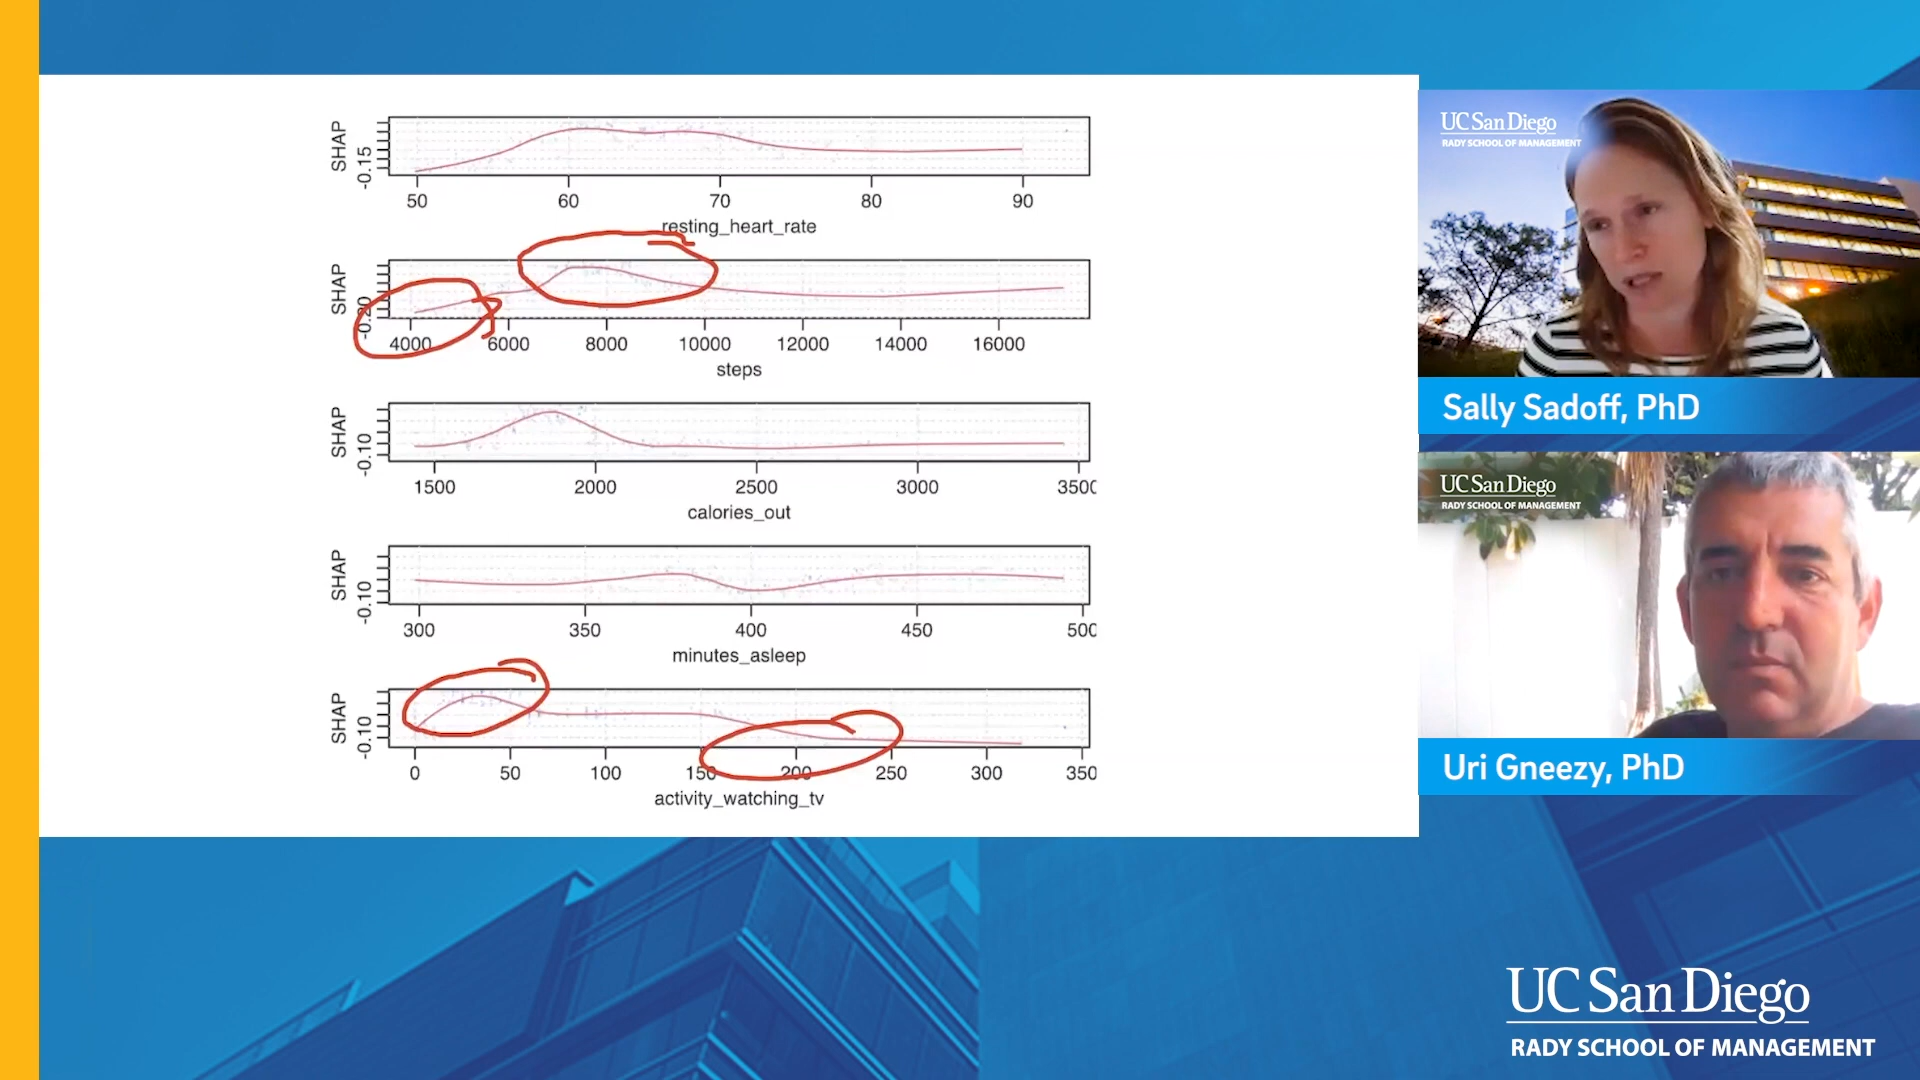 SHAP
-0.15
50 60 70 80 90
resting_heart_rate
SHAP
-0.20
4000 6000 8000 10000 12000 14000 16000
steps
SHAP
-0.10
1500 2000 2500 3000 3500
calories_out
SHAP
-0.10
300 350 400 450 500
minutes_asleep
SHAP
-0.10
0 50 100 150 200 250 300 350
activity_watching_tv
UC San Diego
RADY SCHOOL OF MANAGEMENT
Sally Sadoff, PhD
UC San Diego
RADY SCHOOL OF MANAGEMENT
Uri Gneezy, PhD
UC San Diego
RADY SCHOOL OF MANAGEMENT